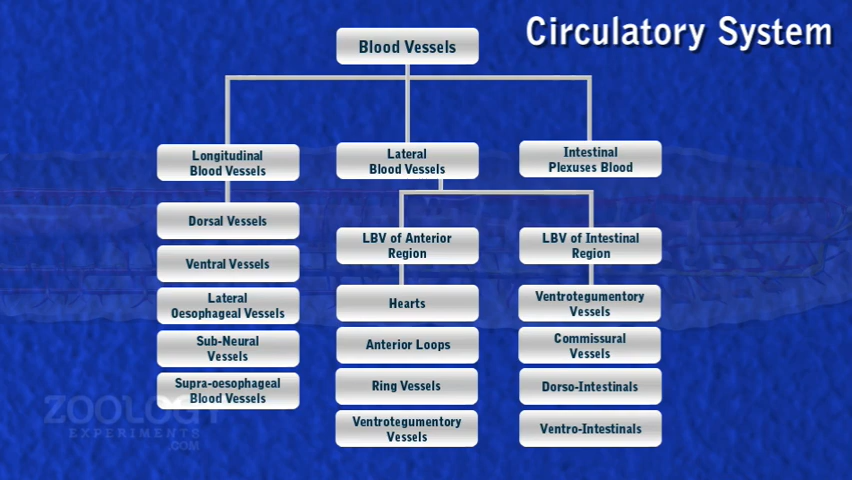 Circulatory System
Blood Vessels
Longitudinal
Blood Vessels
Lateral
Blood Vessels
Intestinal
Plexuses Blood
Dorsal Vessels
Ventral Vessels
Lateral
Oesophageal Vessels
Sub-Neural
Vessels
Supra-oesophageal
Blood Vessels
LBV of Anterior
Region
Hearts
Anterior Loops
Ring Vessels
Ventrotegumentory
Vessels
LBV of Intestinal
Region
Ventrotegumentory
Vessels
Commissural
Vessels
Dorso-Intestinals
Ventro-Intestinals
ZOOLOGY
EXPERIMENTS
.COM